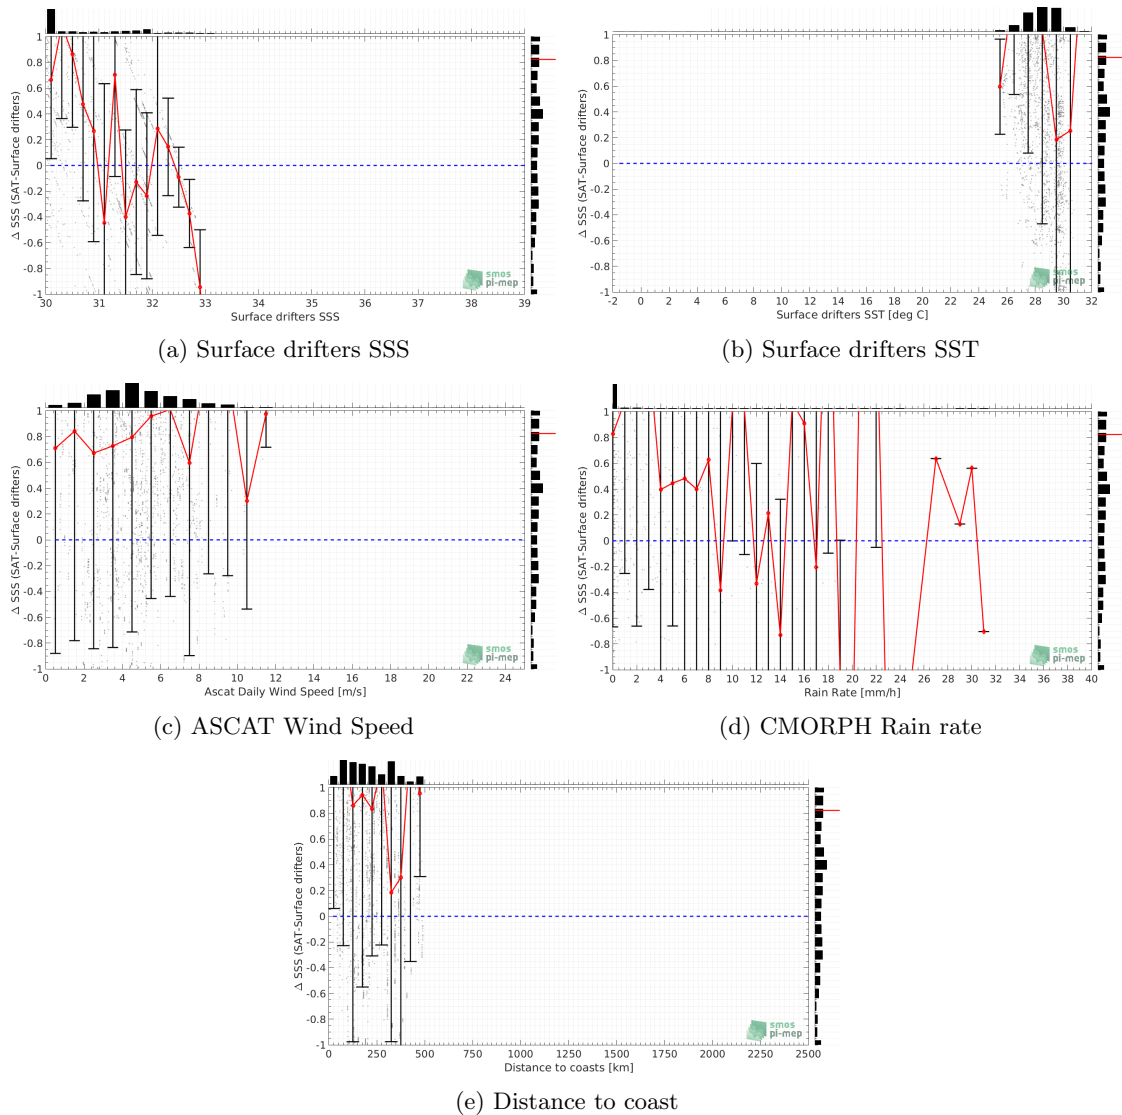 1
0.8
0.6
0.4
0.2
0
-0.2
-0.4
-0.6
-0.8
-1
Δ SSS (SAT-Surface drifters)
30 31 32 33 34 35 36 37 38 39
Surface drifters SSS
smos
pi-mep
(a) Surface drifters SSS
1
0.8
0.6
0.4
0.2
0
-0.2
-0.4
-0.6
-0.8
-1
Δ SSS (SAT-Surface drifters)
-2 0 2 4 6 8 10 12 14 16 18 20 22 24 26 28 30 32
Surface drifters SST [deg C]
smos
pi-mep
(b) Surface drifters SST
1
0.8
0.6
0.4
0.2
0
-0.2
-0.4
-0.6
-0.8
-1
Δ SSS (SAT-Surface drifters)
0 2 4 6 8 10 12 14 16 18 20 22 24
Ascat Daily Wind Speed [m/s]
smos
pi-mep
(c) ASCAT Wind Speed
1
0.8
0.6
0.4
0.2
0
-0.2
-0.4
-0.6
-0.8
-1
Δ SSS (SAT-Surface drifters)
0 2 4 6 8 10 12 14 16 18 20 22 24 26 28 30 32 34 36 38 40
Rain Rate [mm/h]
smos
pi-mep
(d) CMORPH Rain rate
1
0.8
0.6
0.4
0.2
0
-0.2
-0.4
-0.6
-0.8
-1
Δ SSS (SAT-Surface drifters)
0 250 500 750 1000 1250 1500 1750 2000 2250 2500
Distance to coasts [km]
smos
pi-mep
(e) Distance to coast